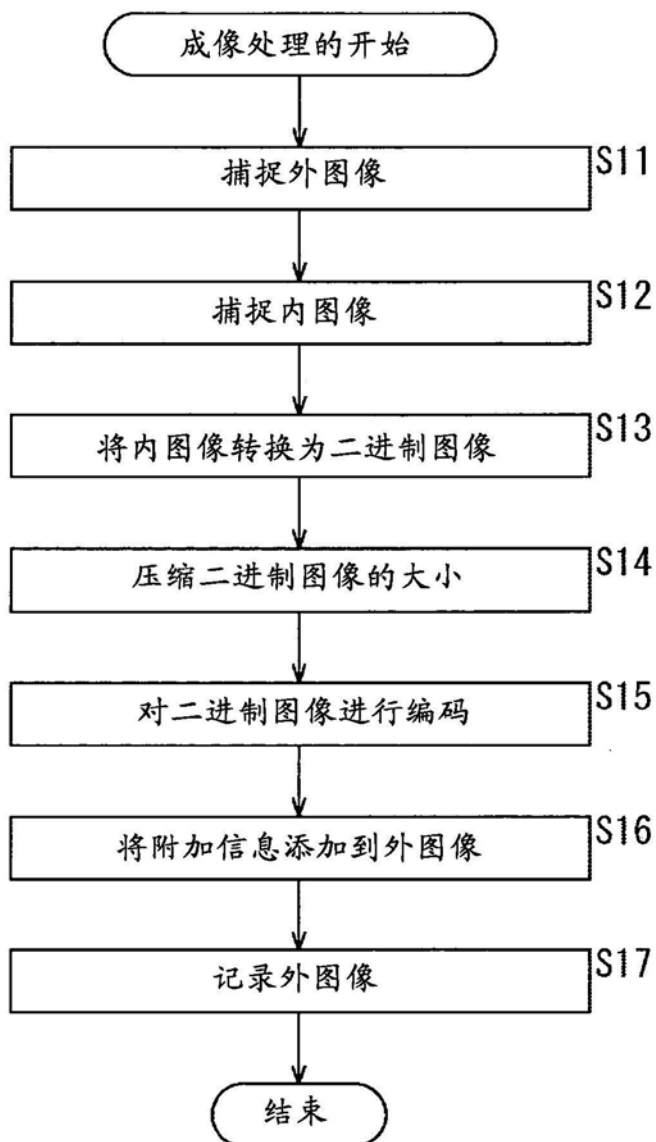 成像处理的开始
S11
捕捉外图像
S12
捕捉内图像
S13
将内图像转换为二进制图像
S14
压缩二进制图像的大小
S15
对二进制图像进行编码
S16
将附加信息添加到外图像
S17
记录外图像
结束